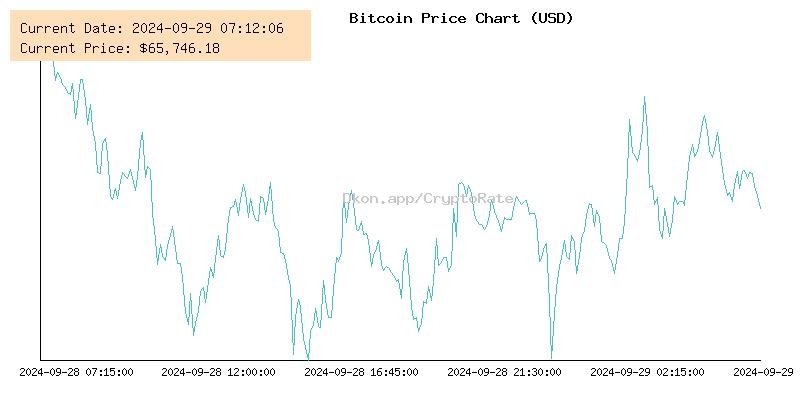 Bitcoin Price Chart (USD)
Current Date: 2024-09-29 07:12:06
Current Price: $65,746.18
Dkon.app/CryptoRate
2024-09-28 07:15:00 2024-09-28 12:00:00 2024-09-28 16:45:00 2024-09-28 21:30:00 2024-09-29 02:15:00 2024-09-29